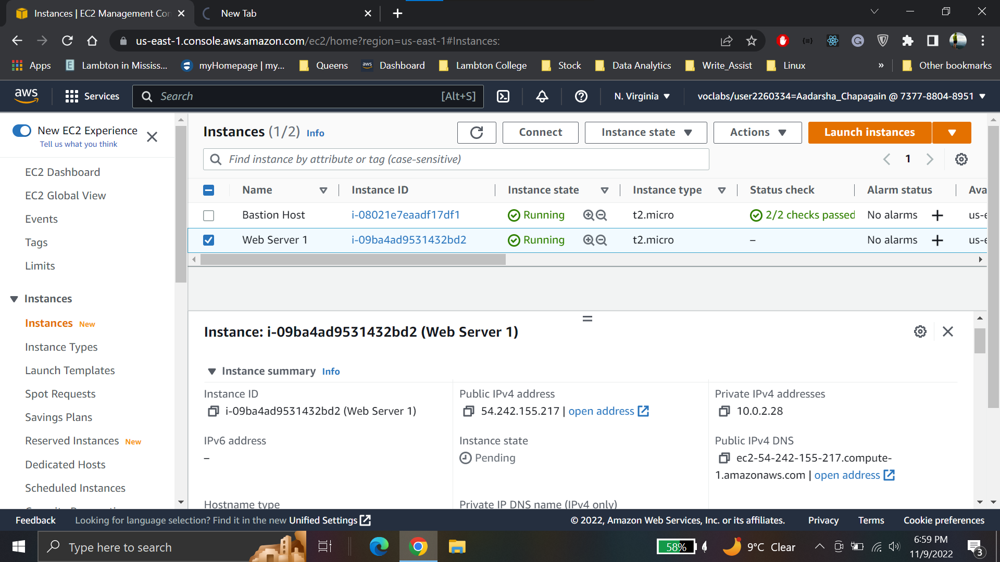 Instances | EC2 Management Con
New Tab
us-east-1.console.aws.amazon.com/ec2/home?region=us-east-1#Instances:
Apps
Lambton in Mississ...
myHomepage | my...
Queens
aws Dashboard
Lambton College
Stock
Data Analytics
Write_Assist
Linux
»
Other bookmarks
aws
Services
Search [Alt+S]
N. Virginia
voclabs/user2260334=Aadarsha_Chapagain @ 7377-8804-8951
New EC2 Experience
Tell us what you think
EC2 Dashboard
EC2 Global View
Events
Tags
Limits
Instances
Instances New
Instance Types
Launch Templates
Spot Requests
Savings Plans
Reserved Instances New
Dedicated Hosts
Scheduled Instances
Instances (1/2) Info
Connect
Instance state
Actions
Launch instances
Find instance by attribute or tag (case-sensitive)
1
Name Instance ID Instance state Instance type Status check Alarm status Ava
Bastion Host i-08021e7eaadf17df1 Running t2.micro 2/2 checks passed No alarms + us-e
Web Server 1 i-09ba4ad9531432bd2 Running t2.micro – No alarms + us-e
Instance: i-09ba4ad9531432bd2 (Web Server 1)
Instance summary Info
Instance ID
i-09ba4ad9531432bd2 (Web Server 1)
Public IPv4 address
54.242.155.217 | open address
Private IPv4 addresses
10.0.2.28
IPv6 address
–
Instance state
Pending
Public IPv4 DNS
ec2-54-242-155-217.compute-
1.amazonaws.com | open address
Hostname type
Private IP DNS name (IPv4 only)
Feedback
Looking for language selection? Find it in the new Unified Settings
© 2022, Amazon Web Services, Inc. or its affiliates.
Privacy
Terms
Cookie preferences
Type here to search
58%
9°C Clear
6:59 PM
11/9/2022
3